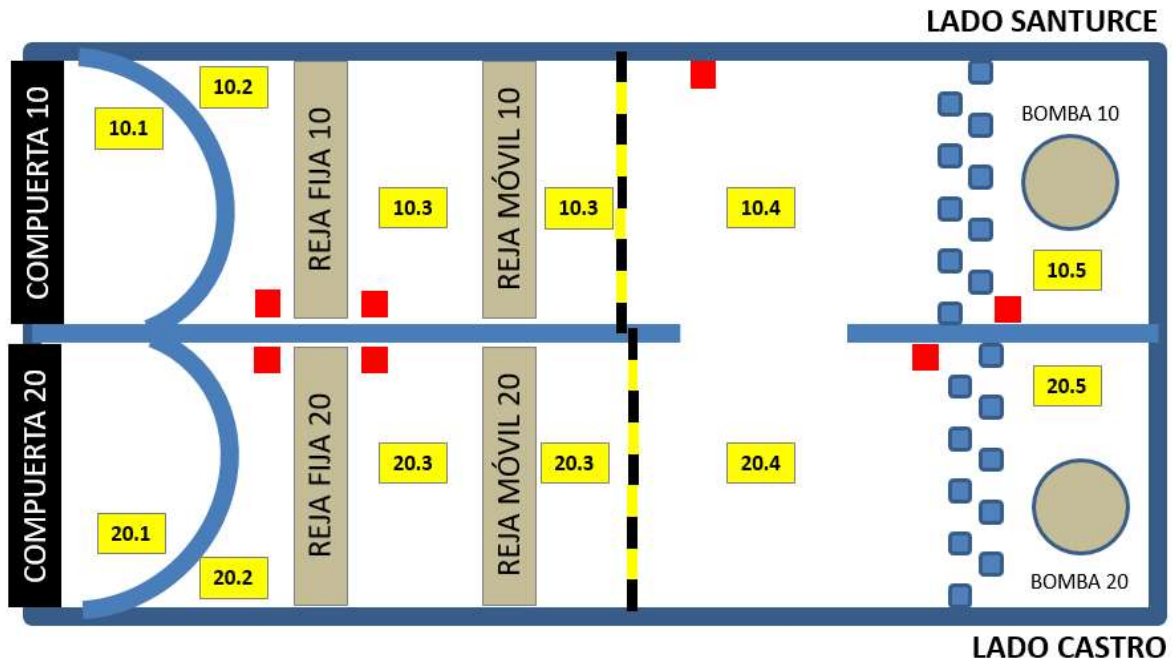 LADO SANTURCE
COMPUERTA 10
10.1
10.2
REJA FIJA 10
10.3
REJA MÓVIL 10
10.3
10.4
BOMBA 10
10.5
COMPUERTA 20
20.1
20.2
REJA FIJA 20
20.3
REJA MÓVIL 20
20.3
20.4
20.5
BOMBA 20
LADO CASTRO